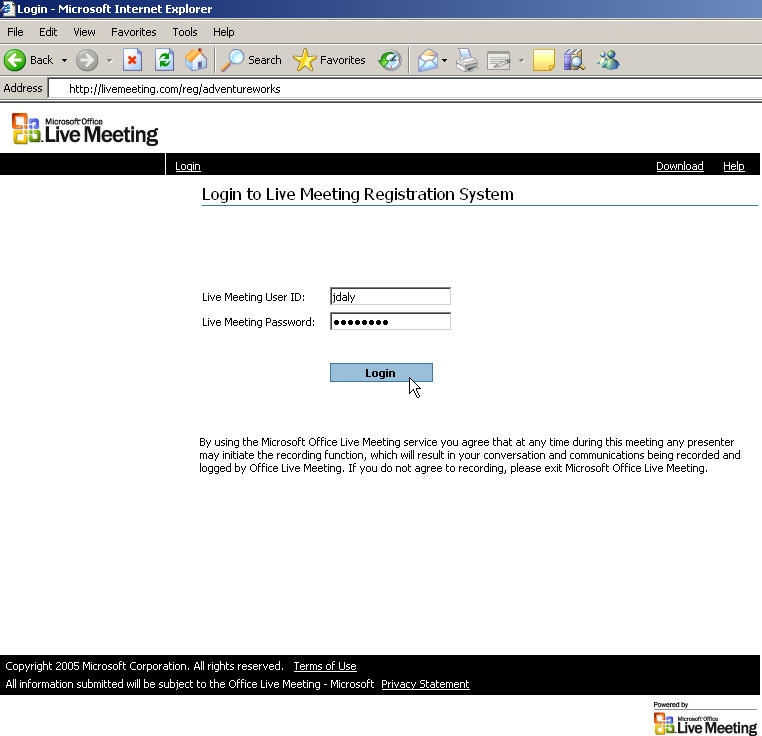 Login - Microsoft Internet Explorer
File Edit View Favorites Tools Help
Back Search Favorites
Address http://livemeeting.com/reg/adventureworks
Microsoft Office
Live Meeting
Login Download Help
Login to Live Meeting Registration System
Live Meeting User ID: jdaly
Live Meeting Password: ●●●●●●●●
Login
By using the Microsoft Office Live Meeting service you agree that at any time during this meeting any presenter
may initiate the recording function, which will result in your conversation and communications being recorded and
logged by Office Live Meeting. If you do not agree to recording, please exit Microsoft Office Live Meeting.
Copyright 2005 Microsoft Corporation. All rights reserved. Terms of Use
All information submitted will be subject to the Office Live Meeting - Microsoft Privacy Statement
Powered by
Microsoft Office
Live Meeting